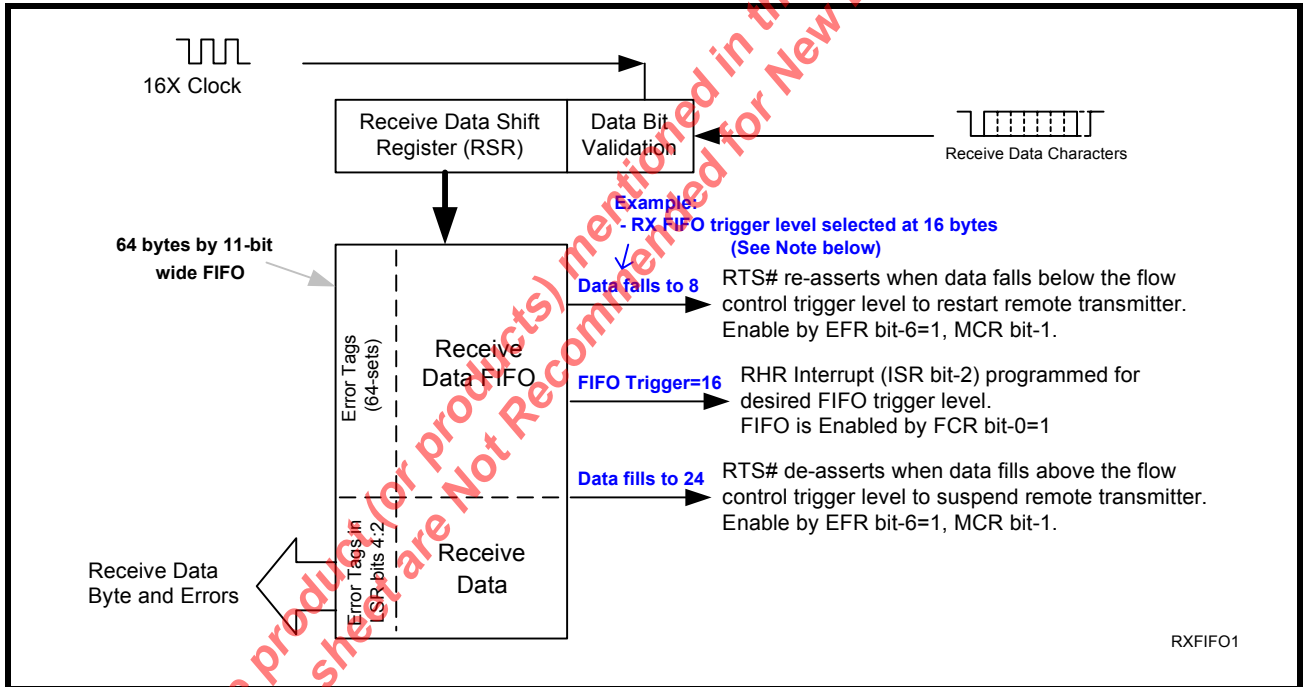 16X Clock
Receive Data Shift
Register (RSR)
Data Bit
Validation
Receive Data Characters
64 bytes by 11-bit
wide FIFO
Example:
- RX FIFO trigger level selected at 16 bytes
(See Note below)
Data falls to 8
RTS# re-asserts when data falls below the flow
control trigger level to restart remote transmitter.
Enable by EFR bit-6=1, MCR bit-1.
Error Tags
(64-sets)
Receive
Data FIFO
FIFO Trigger=16
RHR Interrupt (ISR bit-2) programmed for
desired FIFO trigger level.
FIFO is Enabled by FCR bit-0=1
Data fills to 24
RTS# de-asserts when data fills above the flow
control trigger level to suspend remote transmitter.
Enable by EFR bit-6=1, MCR bit-1.
Error Tags in
LSR bits 4:2
Receive
Data
Receive Data
Byte and Errors
RXFIFO1
product (or products) mentioned in
sheet are Not Recommended for New